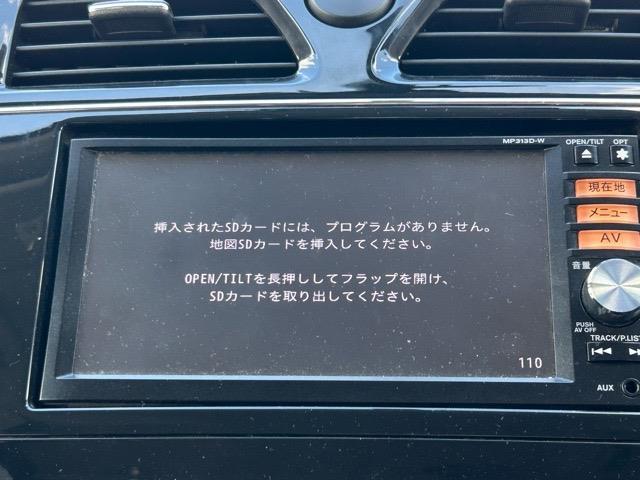 MP313D-W
OPEN/TILT
OPT
挿入されたSDカードには、プログラムがありません。
地図SDカードを挿入してください。
OPEN/TILTを長押ししてフラップを開け、
SDカードを取り出してください。
110
現在地
メニュー
AV
音量
PUSH
AV OFF
TRACK/P.LIST
AUX